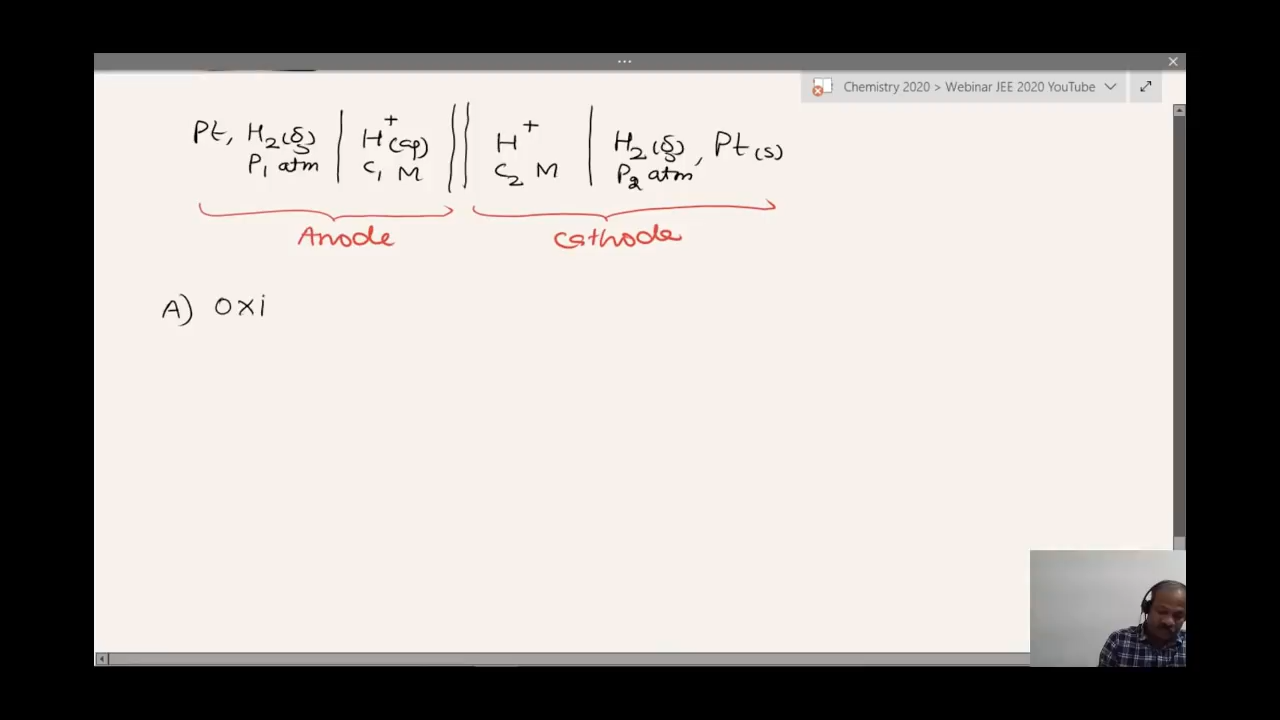 Chemistry 2020 > Webinar JEE 2020 YouTube
Pt, H₂(g) | H⁺(aq) || H⁺ | H₂(g), Pt(s)
P₁ atm C₁ M C₂ M P₂ atm
Anode Cathode
A) OXi